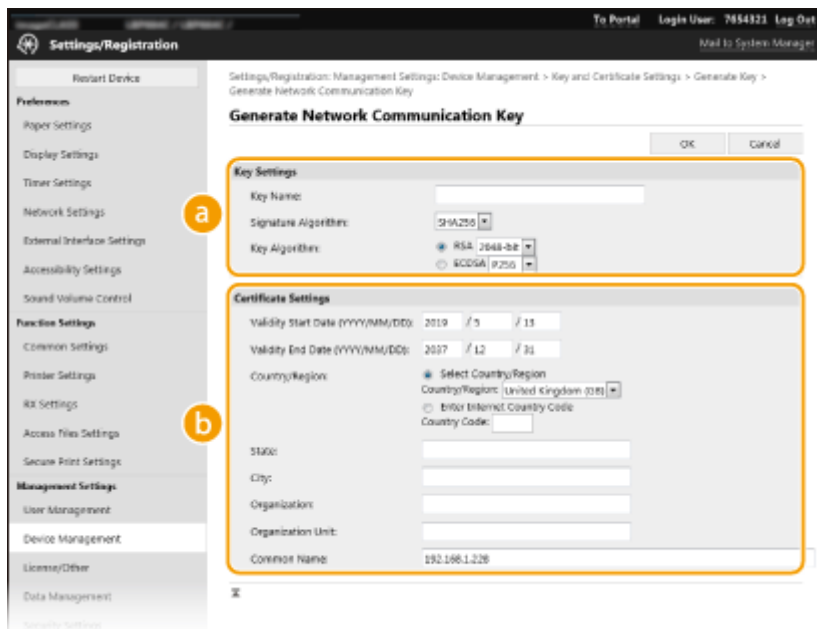 To Portal Login User: 7654321 Log Out
Settings/Registration
Mail to System Manager
Restart Device
Preferences
Paper Settings
Display Settings
Timer Settings
Network Settings
External Interface Settings
Accessibility Settings
Sound Volume Control
Function Settings
Common Settings
Printer Settings
RX Settings
Access Files Settings
Secure Print Settings
Management Settings
User Management
Device Management
License/Other
Data Management
Security Settings
Settings/Registration: Management Settings: Device Management > Key and Certificate Settings > Generate Key >
Generate Network Communication Key
Generate Network Communication Key
OK Cancel
a
Key Settings
Key Name:
Signature Algorithm: SHA256
Key Algorithm: RSA 2048-bit
ECDSA P256
b
Certificate Settings
Validity Start Date (YYYY/MM/DD): 2019 / 5 / 13
Validity End Date (YYYY/MM/DD): 2037 / 12 / 31
Country/Region: Select Country/Region
Country/Region: United Kingdom (GB)
Enter Internet Country Code
Country Code:
State:
City:
Organization:
Organization Unit:
Common Name: 192.168.1.228